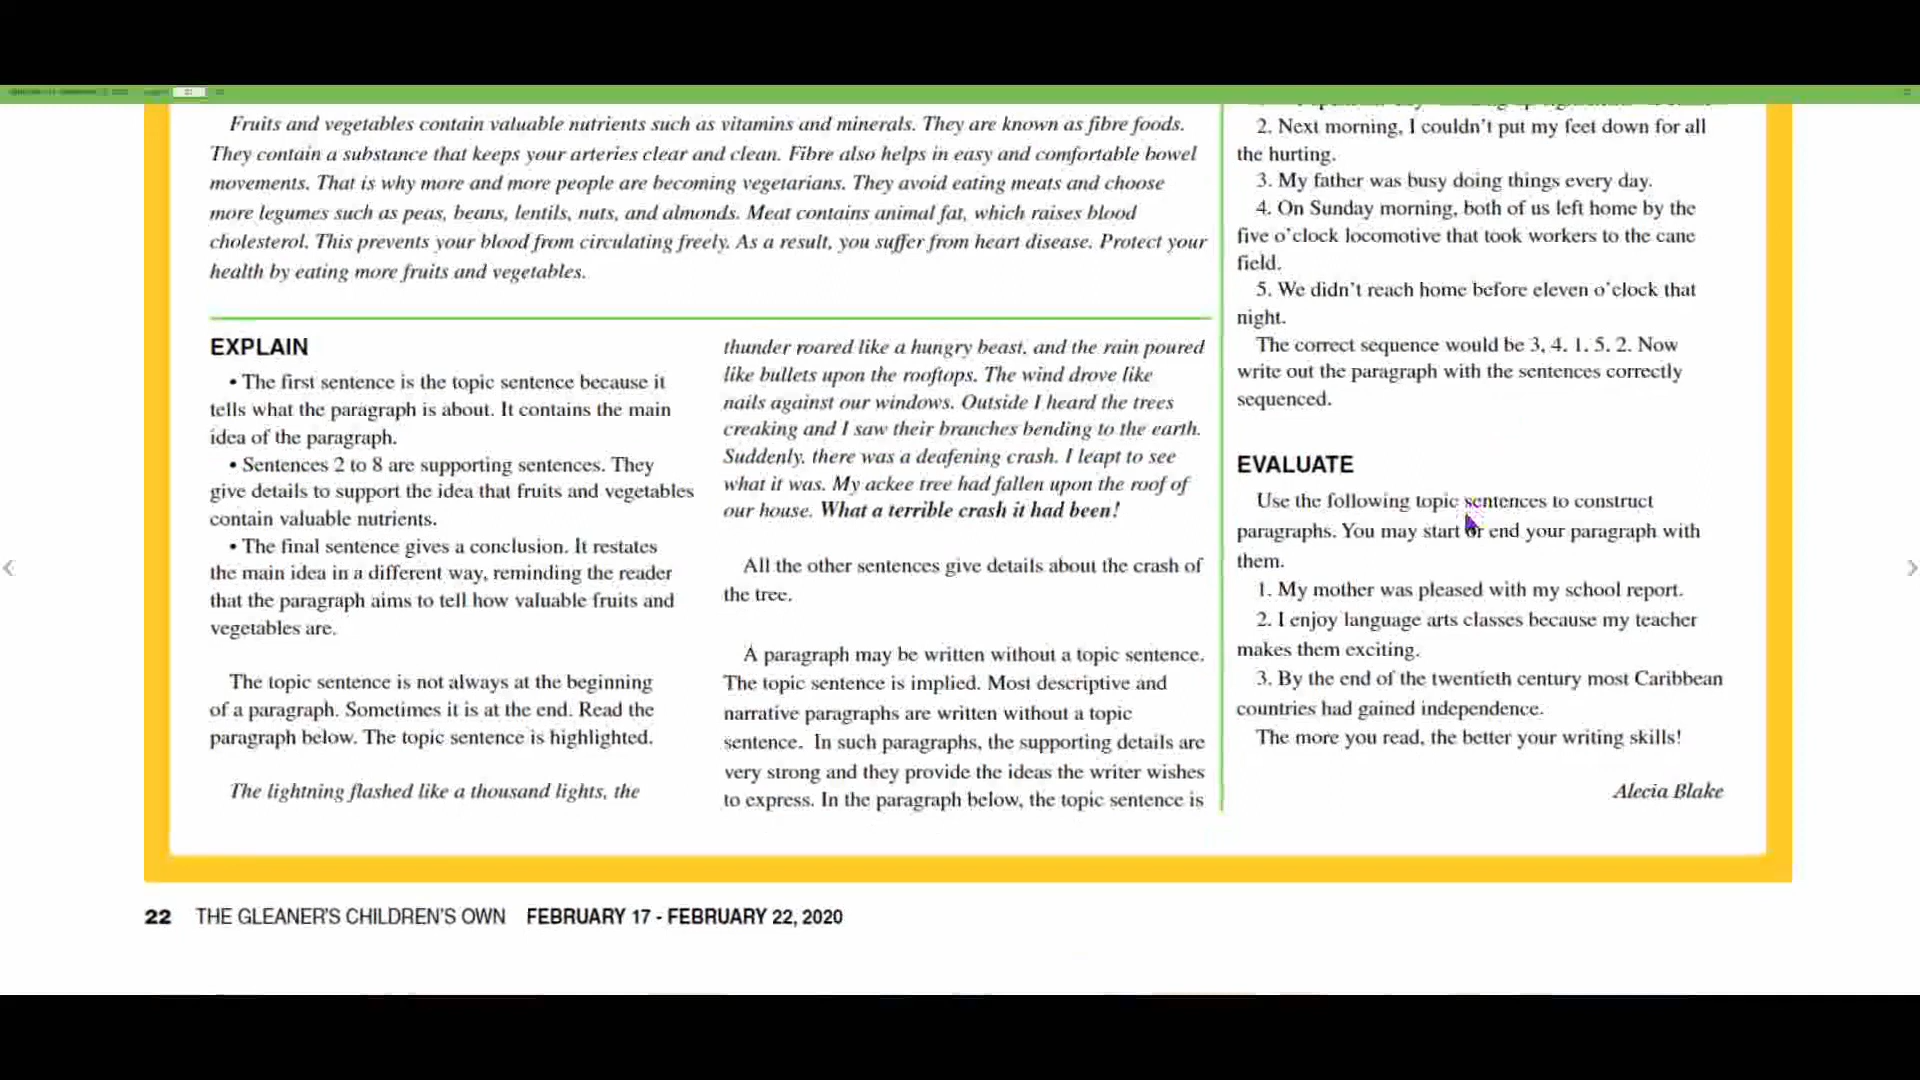 Fruits and vegetables contain valuable nutrients such as vitamins and minerals. They are known as fibre foods.
They contain a substance that keeps your arteries clear and clean. Fibre also helps in easy and comfortable bowel
movements. That is why more and more people are becoming vegetarians. They avoid eating meats and choose
more legumes such as peas, beans, lentils, nuts, and almonds. Meat contains animal fat, which raises blood
cholesterol. This prevents your blood from circulating freely. As a result, you suffer from heart disease. Protect your
health by eating more fruits and vegetables.
EXPLAIN
• The first sentence is the topic sentence because it
tells what the paragraph is about. It contains the main
idea of the paragraph.
• Sentences 2 to 8 are supporting sentences. They
give details to support the idea that fruits and vegetables
contain valuable nutrients.
• The final sentence gives a conclusion. It restates
the main idea in a different way, reminding the reader
that the paragraph aims to tell how valuable fruits and
vegetables are.
The topic sentence is not always at the beginning
of a paragraph. Sometimes it is at the end. Read the
paragraph below. The topic sentence is highlighted.
The lightning flashed like a thousand lights, the
thunder roared like a hungry beast, and the rain poured
like bullets upon the rooftops. The wind drove like
nails against our windows. Outside I heard the trees
creaking and I saw their branches bending to the earth.
Suddenly, there was a deafening crash. I leapt to see
what it was. My ackee tree had fallen upon the roof of
our house. What a terrible crash it had been!
All the other sentences give details about the crash of
the tree.
A paragraph may be written without a topic sentence.
The topic sentence is implied. Most descriptive and
narrative paragraphs are written without a topic
sentence. In such paragraphs, the supporting details are
very strong and they provide the ideas the writer wishes
to express. In the paragraph below, the topic sentence is
2. Next morning, I couldn't put my feet down for all
the hurting.
3. My father was busy doing things every day.
4. On Sunday morning, both of us left home by the
five o'clock locomotive that took workers to the cane
field.
5. We didn't reach home before eleven o'clock that
night.
The correct sequence would be 3, 4. 1. 5. 2. Now
write out the paragraph with the sentences correctly
sequenced.
EVALUATE
Use the following topic sentences to construct
paragraphs. You may start or end your paragraph with
them.
1. My mother was pleased with my school report.
2. I enjoy language arts classes because my teacher
makes them exciting.
3. By the end of the twentieth century most Caribbean
countries had gained independence.
The more you read, the better your writing skills!
Alecia Blake
22 THE GLEANER'S CHILDREN'S OWN FEBRUARY 17 - FEBRUARY 22, 2020